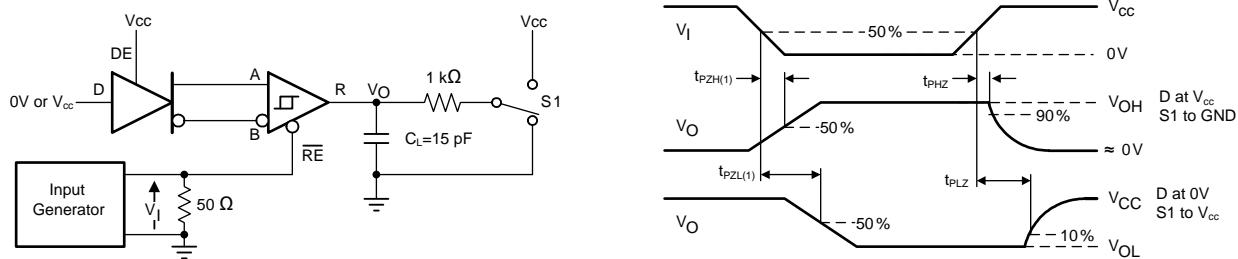 Vcc
DE
D
0V or Vcc
A
B
R
VO
1 kΩ
Vcc
S1
CL=15 pF
RE
Input
Generator
VI
50 Ω
VI
50%
Vcc
0V
tPZH(1)
tPHZ
VO
50%
90%
VOH
≈ 0V
D at Vcc
S1 to GND
tPZL(1)
tPLZ
VO
50%
10%
VCC
VOL
D at 0V
S1 to Vcc